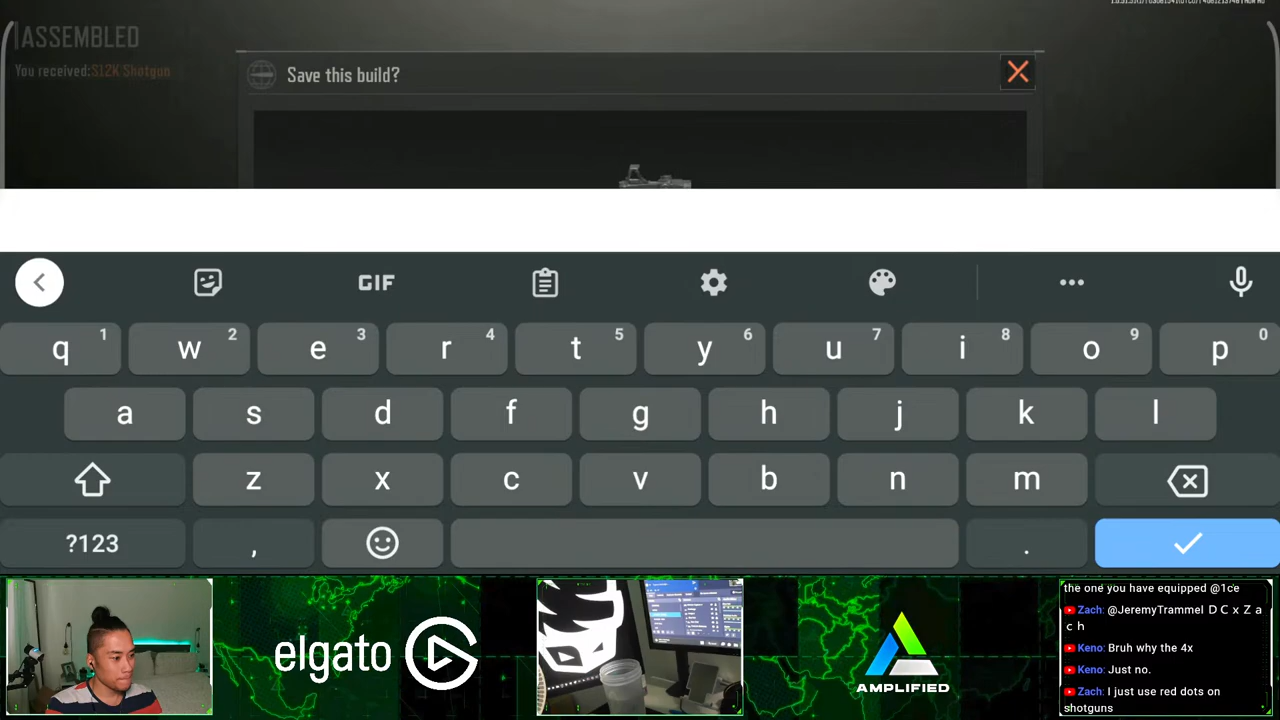 ASSEMBLED
You received:S12K Shotgun
Save this build?
GIF
q 1 w 2 e 3 r 4 t 5 y 6 u 7 i 8 o 9 p 0
a s d f g h j k l
z x c v b n m
?123 , .
elgato
AMPLIFIED
the one you have equipped @1ce
Zach: @JeremyTrammel D C x Z a
c h
Keno: Bruh why the 4x
Keno: Just no.
Zach: I just use red dots on
shotguns